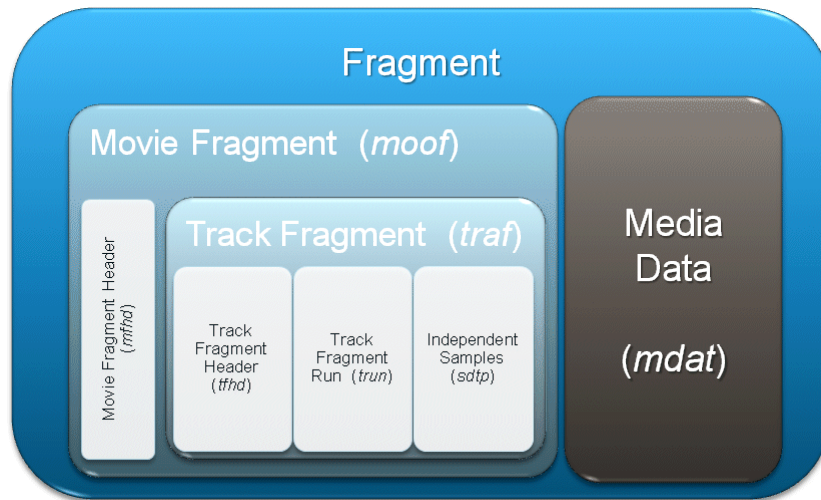 Fragment
Movie Fragment (moof)
Movie Fragment Header
(mfhd)
Track Fragment (traf)
Track
Fragment
Header
(tfhd)
Track
Fragment
Run (trun)
Independent
Samples
(sdtp)
Media
Data
(mdat)